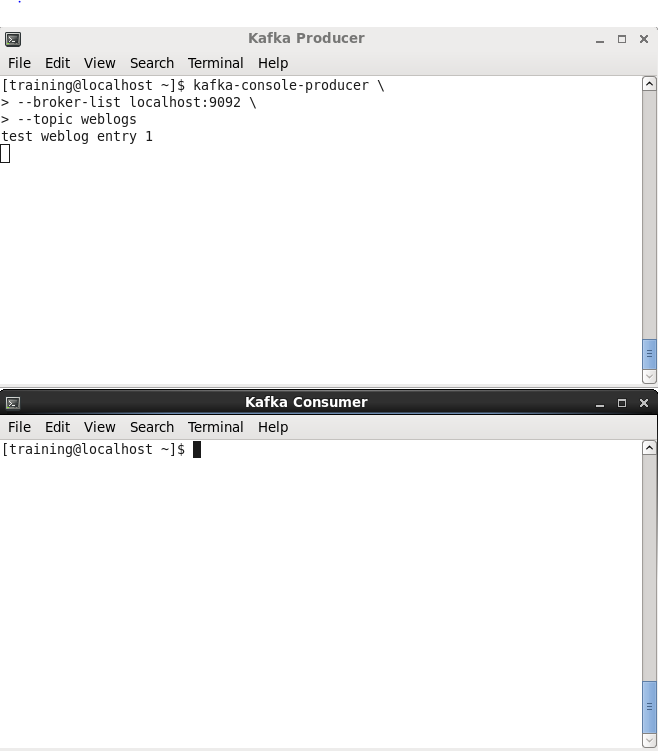 Kafka Producer
File Edit View Search Terminal Help
[training@localhost ~]$ kafka-console-producer \
> --broker-list localhost:9092 \
> --topic weblogs
test weblog entry 1
Kafka Consumer
File Edit View Search Terminal Help
[training@localhost ~]$